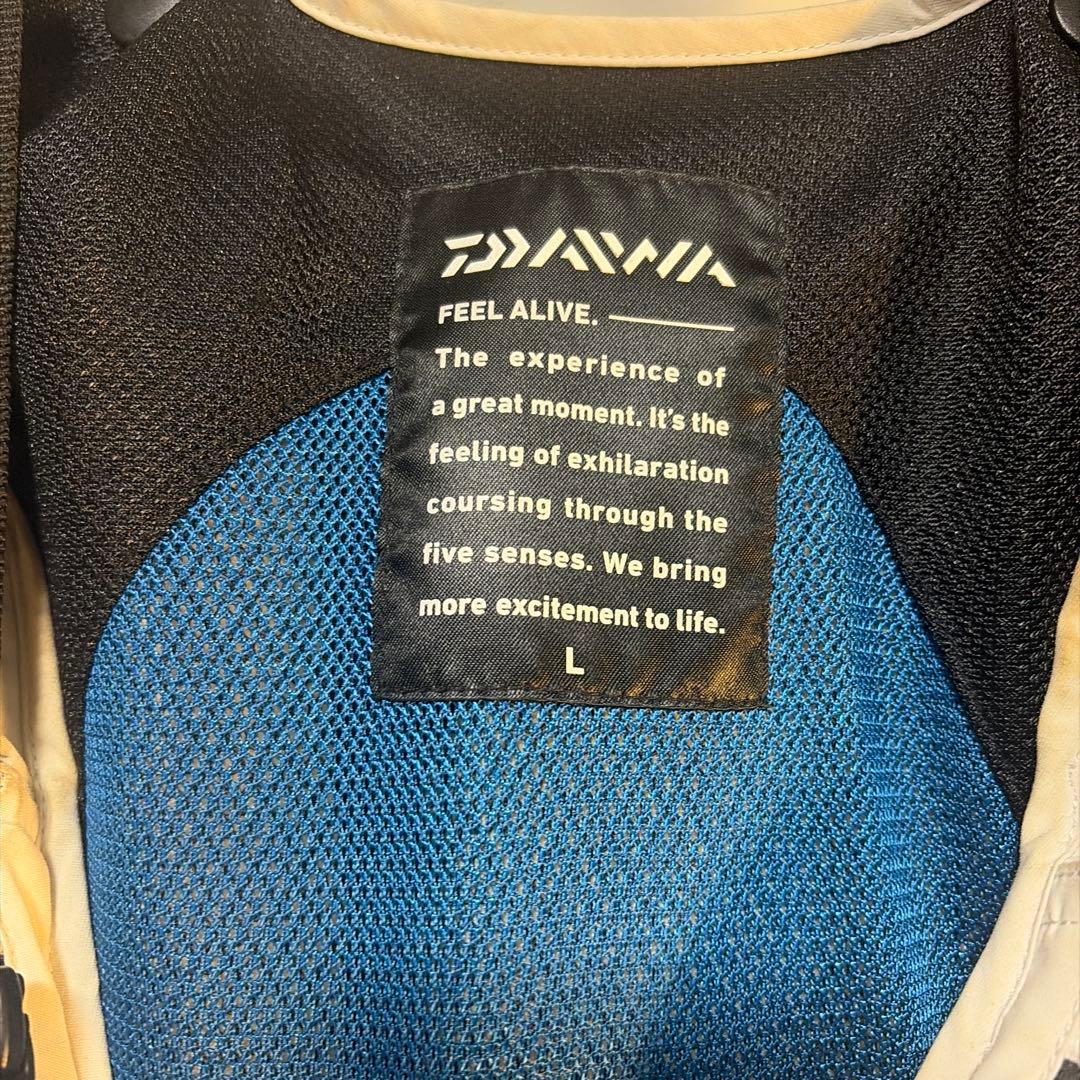 DAIWA
FEEL ALIVE.
The experience of
a great moment. It's the
feeling of exhilaration
coursing through the
five senses. We bring
more excitement to life.
L